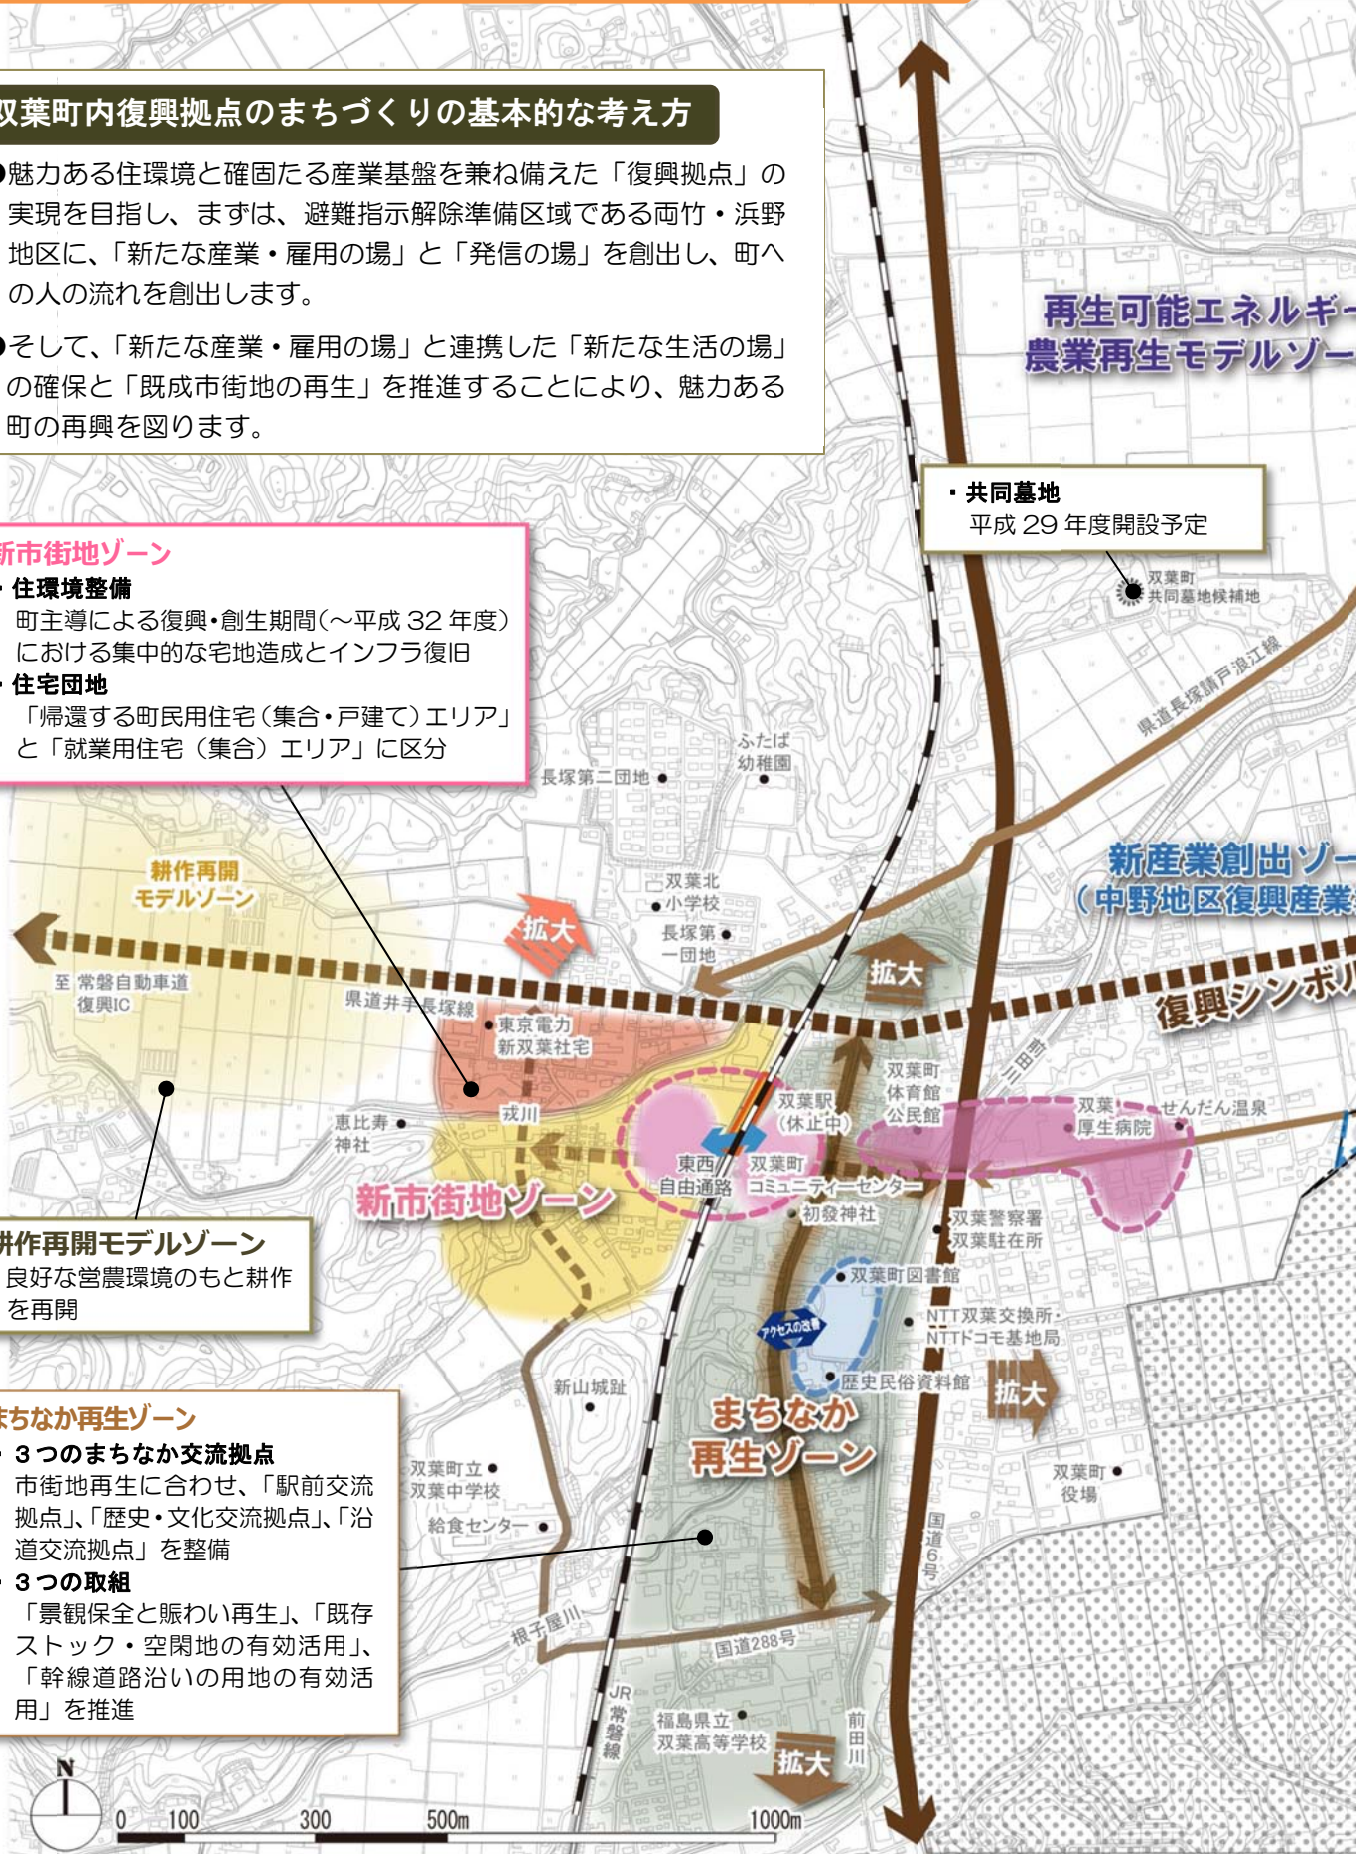 双葉町内復興拠点のまちづくりの基本的な考え方
●魅力ある住環境と確固たる産業基盤を兼ね備えた「復興拠点」の
実現を目指し、まずは、避難指示解除準備区域である両竹・浜野
地区に、「新たな産業・雇用の場」と「発信の場」を創出し、町へ
の人の流れを創出します。
●そして、「新たな産業・雇用の場」と連携した「新たな生活の場」
の確保と「既成市街地の再生」を推進することにより、魅力ある
町の再興を図ります。
再生可能エネルギー
農業再生モデルゾー
・共同墓地
平成 29 年度開設予定
双葉町
共同墓地候補地
県道長塚請戸浪江線
新市街地ゾーン
・住環境整備
町主導による復興・創生期間(～平成 32 年度)
における集中的な宅地造成とインフラ復旧
・住宅団地
「帰還する町民用住宅(集合・戸建て)エリア」
と「就業用住宅(集合)エリア」に区分
ふたば
幼稚園
長塚第二団地
耕作再開
モデルゾーン
双葉北
小学校
長塚第
一団地
拡大
拡大
新産業創出ゾー
(中野地区復興産業
至 常磐自動車道
復興IC
県道井手長塚線
復興シンボル
東京電力
新双葉社宅
前田川
双葉町
体育館
公民館
双葉駅
(休止中)
双葉
厚生病院
せんだん温泉
戎川
恵比寿
神社
東西
自由通路
双葉町
コミュニティーセンター
新市街地ゾーン
初發神社
双葉警察署
双葉駐在所
耕作再開モデルゾーン
良好な営農環境のもと耕作
を再開
双葉町図書館
アクセスの改善
NTT双葉交換所・
NTTドコモ基地局
歴史民俗資料館
拡大
新山城趾
まちなか
再生ゾーン
まちなか再生ゾーン
・3つのまちなか交流拠点
市街地再生に合わせ、「駅前交流
拠点」、「歴史・文化交流拠点」、「沿
道交流拠点」を整備
・3つの取組
「景観保全と賑わい再生」、「既存
ストック・空閑地の有効活用」、
「幹線道路沿いの用地の有効活
用」を推進
双葉町立
双葉中学校
給食センター
双葉町
役場
国道6号
根子屋川
国道288号
JR常磐線
福島県立
双葉高等学校
前田川
拡大
N
0 100 300 500m 1000m